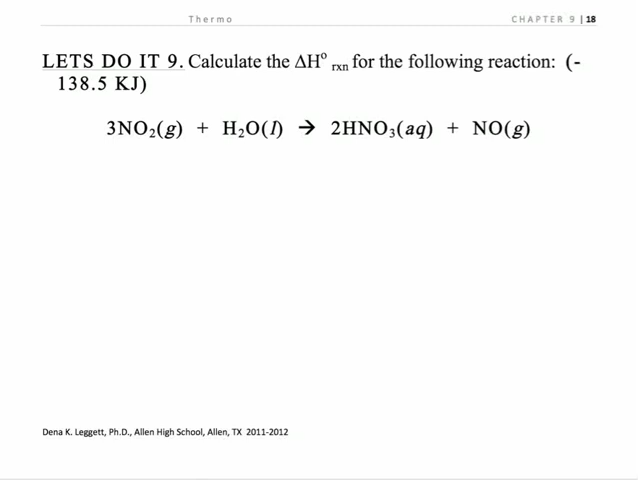 Thermo CHAPTER 9 | 18
LETS DO IT 9. Calculate the ΔH° rxn for the following reaction: (-
138.5 KJ)
3NO₂(g) + H₂O(l) → 2HNO₃(aq) + NO(g)
Dena K. Leggett, Ph.D., Allen High School, Allen, TX 2011-2012